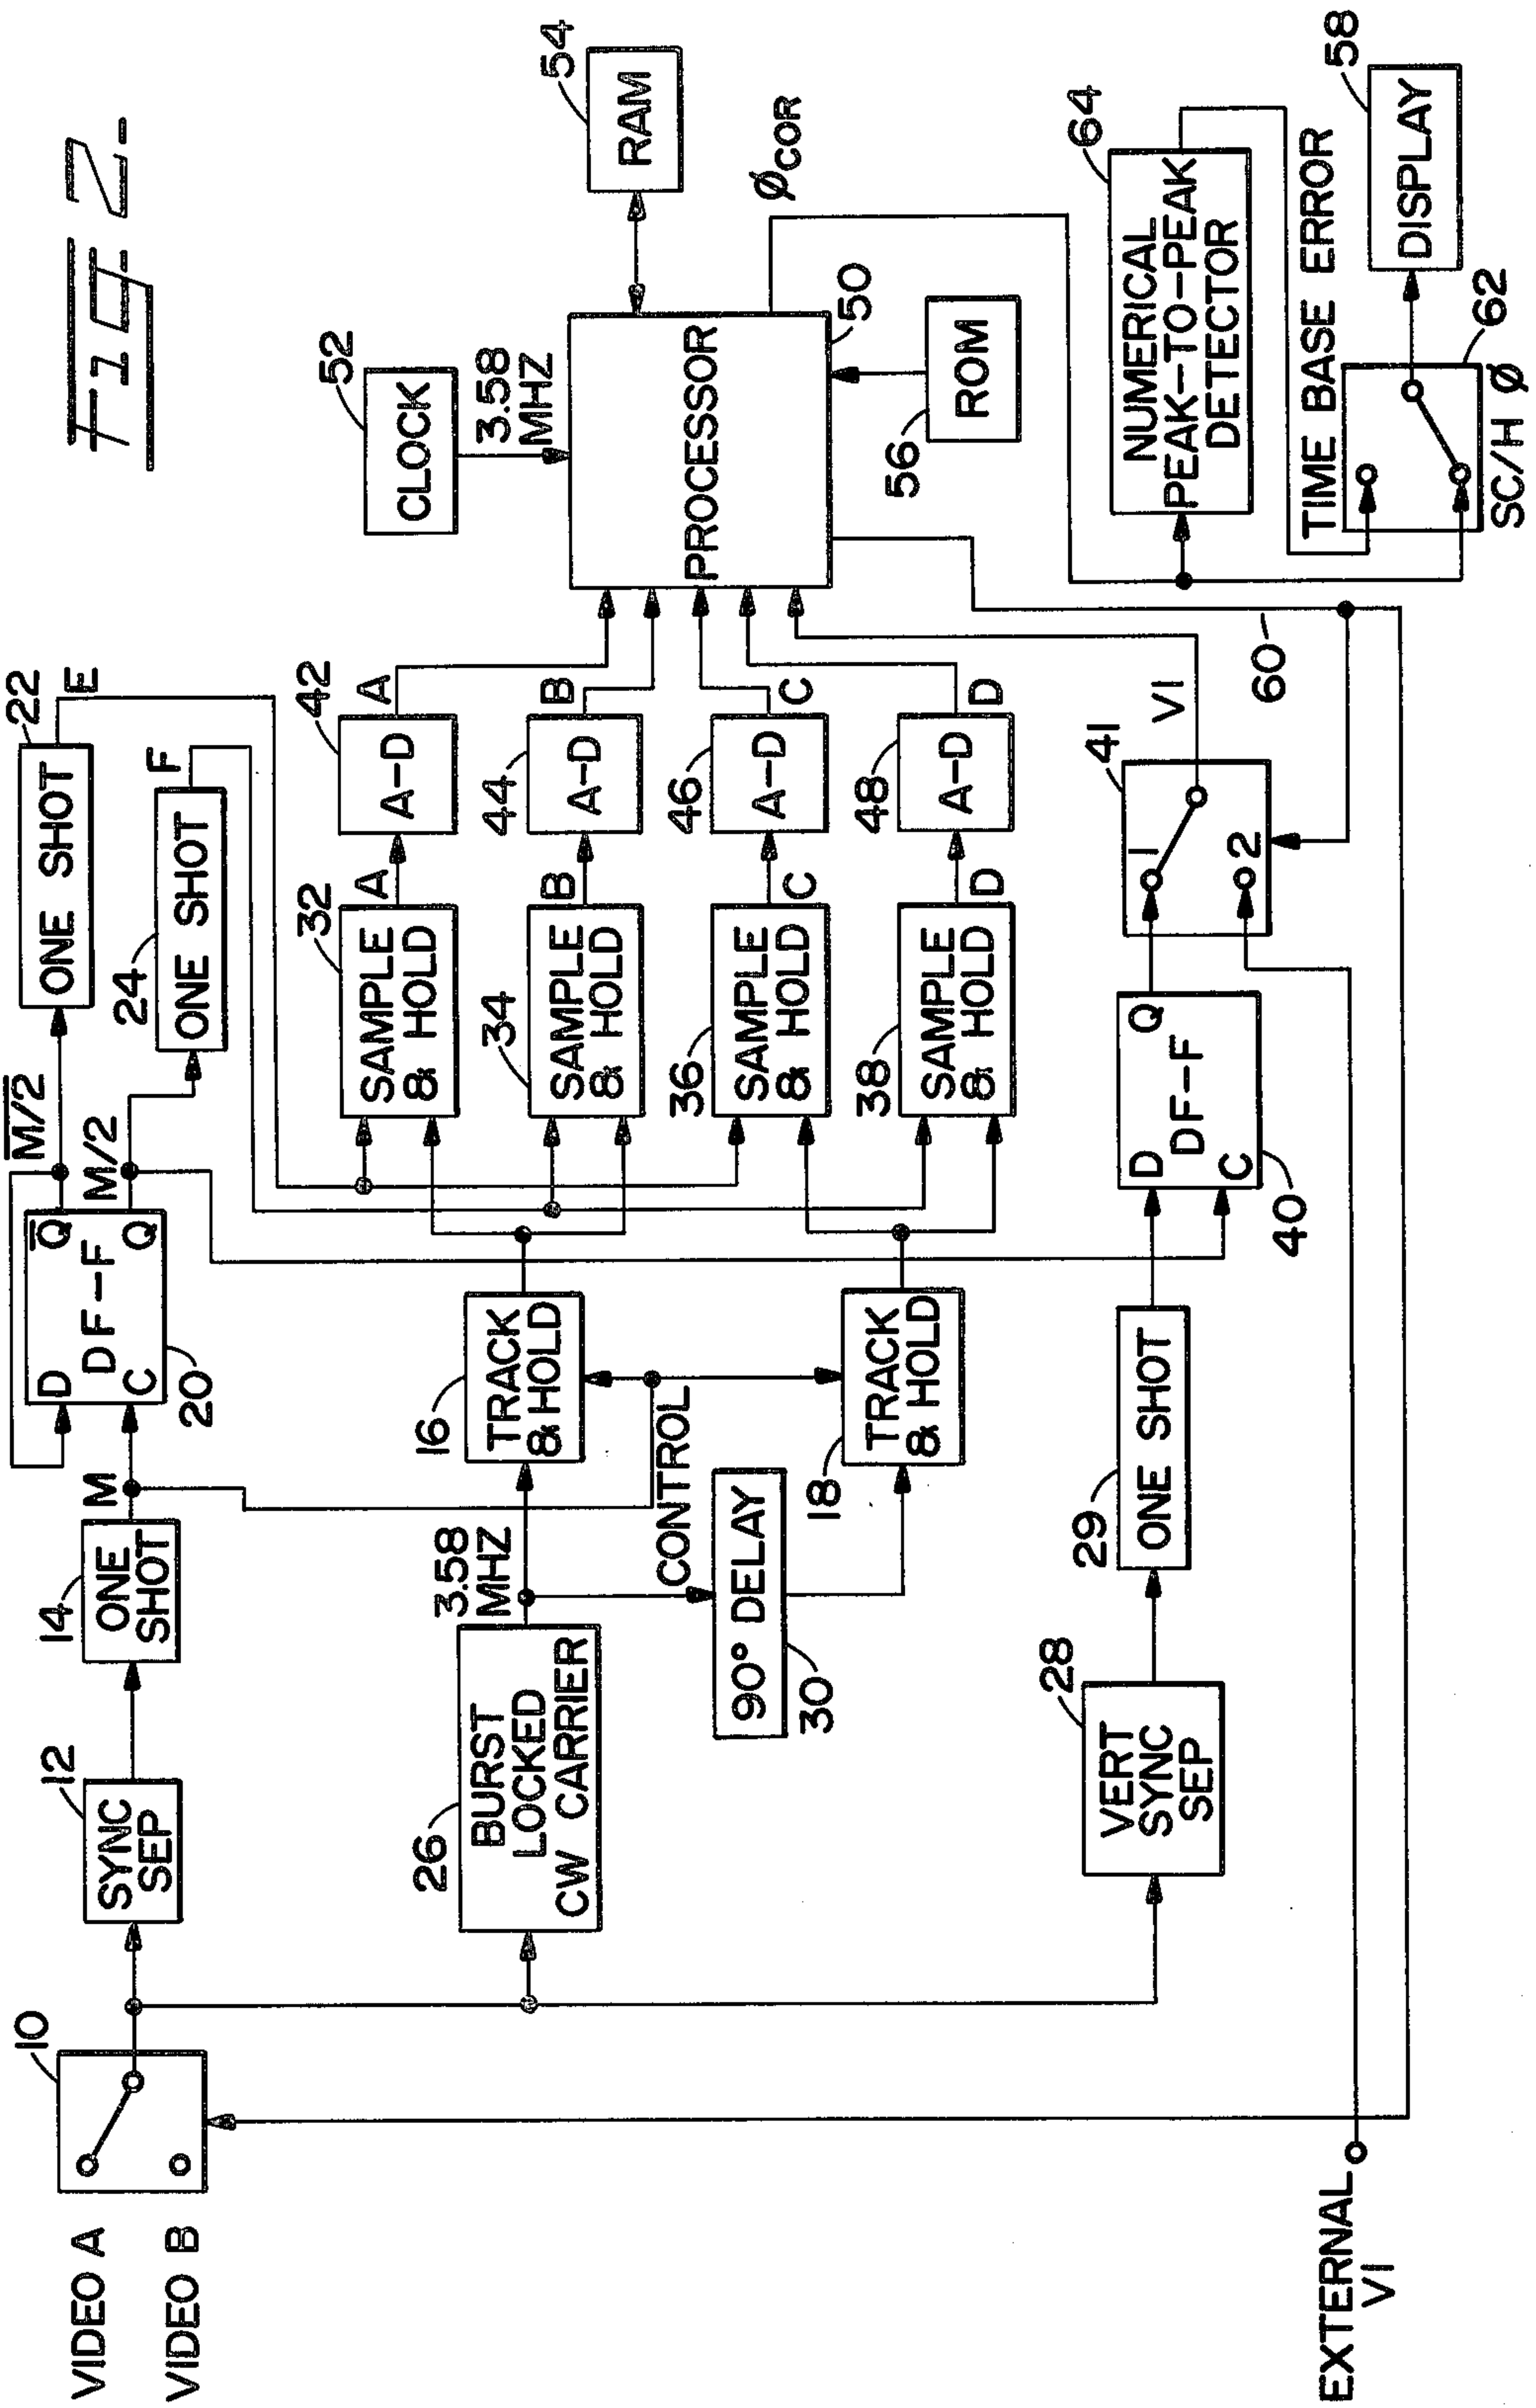 FIG 2
VIDEO A
VIDEO B
10
12
SYNC
SEP
14
ONE
SHOT
M
20
D
DF-F
C
Q̅
Q
M̅/̅2̅
M/2
22
ONE SHOT
E
24
ONE SHOT
F
26
BURST
LOCKED
CW CARRIER
3.58
MHZ
CONTROL
16
TRACK
& HOLD
90° DELAY
30
18
TRACK
& HOLD
32
SAMPLE
& HOLD
A
42
A-D
A
34
SAMPLE
& HOLD
B
44
A-D
B
36
SAMPLE
& HOLD
C
46
A-D
C
38
SAMPLE
& HOLD
D
48
A-D
D
52
CLOCK
3.58
MHZ
PROCESSOR
50
54
RAM
56
ROM
ØCOR
28
VERT
SYNC
SEP
29
ONE SHOT
D
Q
DF-F
C
40
41
1
2
VI
60
64
NUMERICAL
PEAK-TO-PEAK
DETECTOR
TIME BASE ERROR
62
SC/H Ø
58
DISPLAY
EXTERNAL
VI